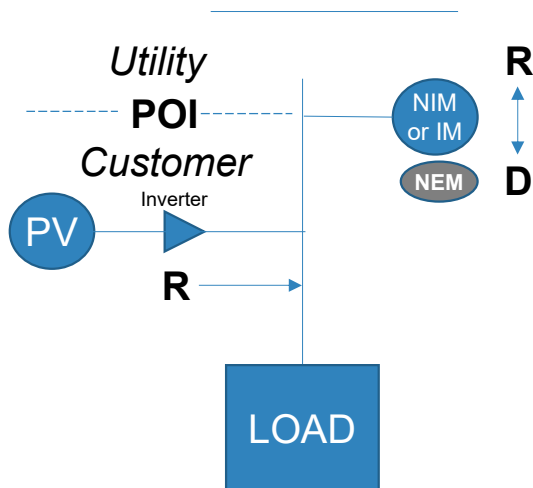 Utility
POI
Customer
Inverter
PV
R
NIM
or IM
NEM
R
D
LOAD